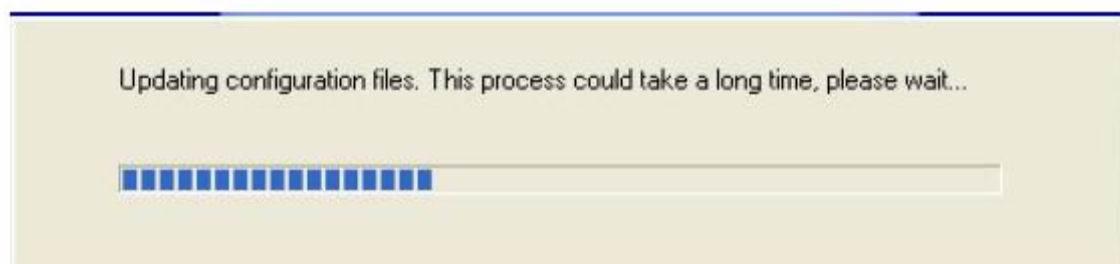 Updating configuration files. This process could take a long time, please wait...